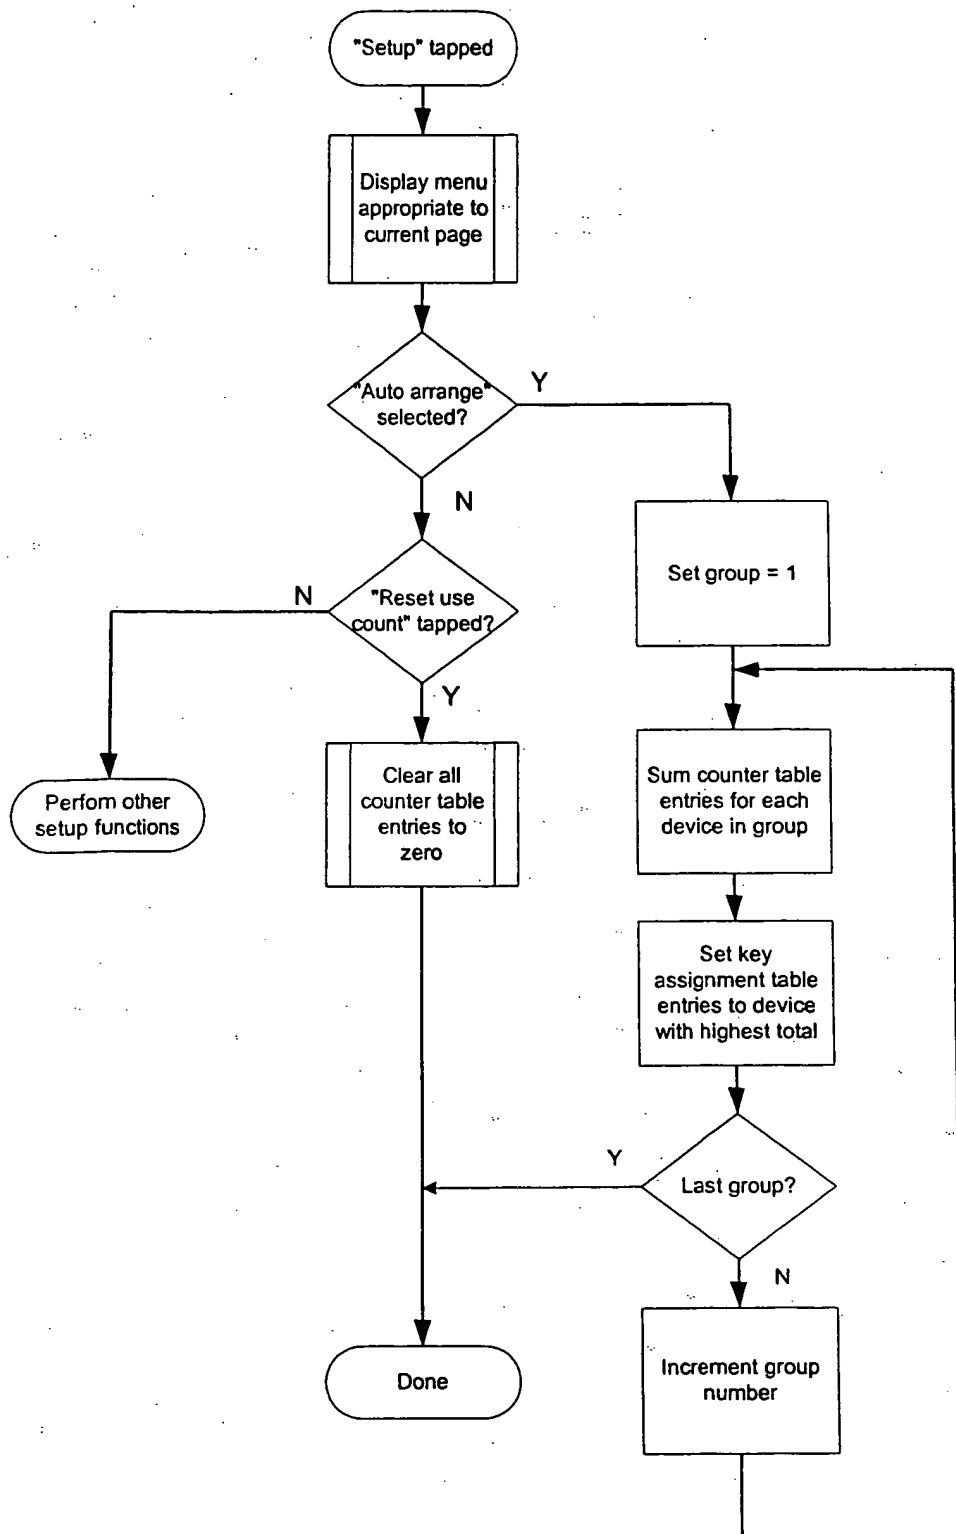 "Setup" tapped
Display menu
appropriate to
current page
"Auto arrange"
selected?
Y
N
Set group = 1
"Reset use
count" tapped?
N
Y
Perfom other
setup functions
Clear all
counter table
entries to
zero
Sum counter table
entries for each
device in group
Set key
assignment table
entries to device
with highest total
Last group?
Y
N
Increment group
number
Done